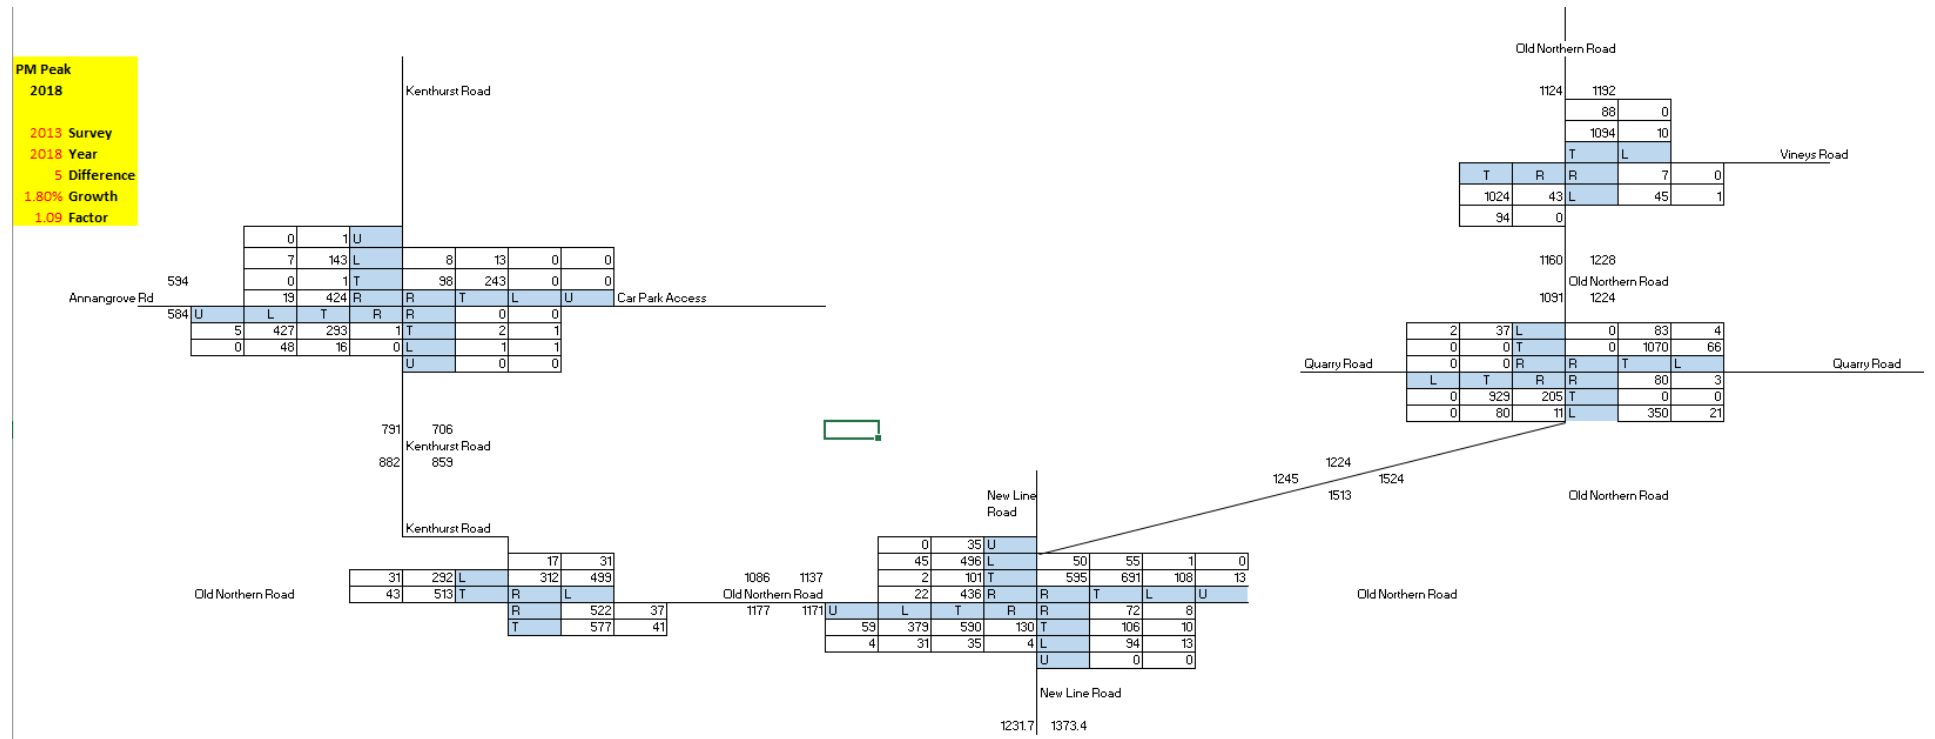 Old Northern Road
PM Peak
2018
Kenthurst Road
1124 1192
88 0
2013 Survey
1094 10
2018 Year
T L
Vineys Road
5 Difference
T R R 7 0
1.80% Growth
1024 43 L 45 1
1.09 Factor
94 0
0 1 U
7 143 L 8 13 0 0
1160 1228
594
0 1 T 98 243 0 0
Old Northern Road
Annangrove Rd
19 424 R R T L U Car Park Access
1091 1224
584 U L T R R 0 0
5 427 293 1 T 2 1
2 37 L 0 83 4
0 48 16 0 L 1 1
0 0 T 0 1070 66
U 0 0
Quarry Road
0 0 R R T L
Quarry Road
L T R R 80 3
0 929 205 T 0 0
0 80 11 L 350 21
791 706
Kenthurst Road
882 859
1224
1245 1524
1513
Old Northern Road
New Line
Road
Kenthurst Road
0 35 U
17 31
45 496 L 50 55 1 0
31 292 L 312 499
1086 1137
2 101 T 595 691 108 13
Old Northern Road
43 513 T R L
Old Northern Road
22 436 R R T L U
Old Northern Road
R 522 37
1177 1171 U L T R R 72 8
T 577 41
59 379 590 130 T 106 10
4 31 35 4 L 94 13
U 0 0
New Line Road
1231.7 1373.4